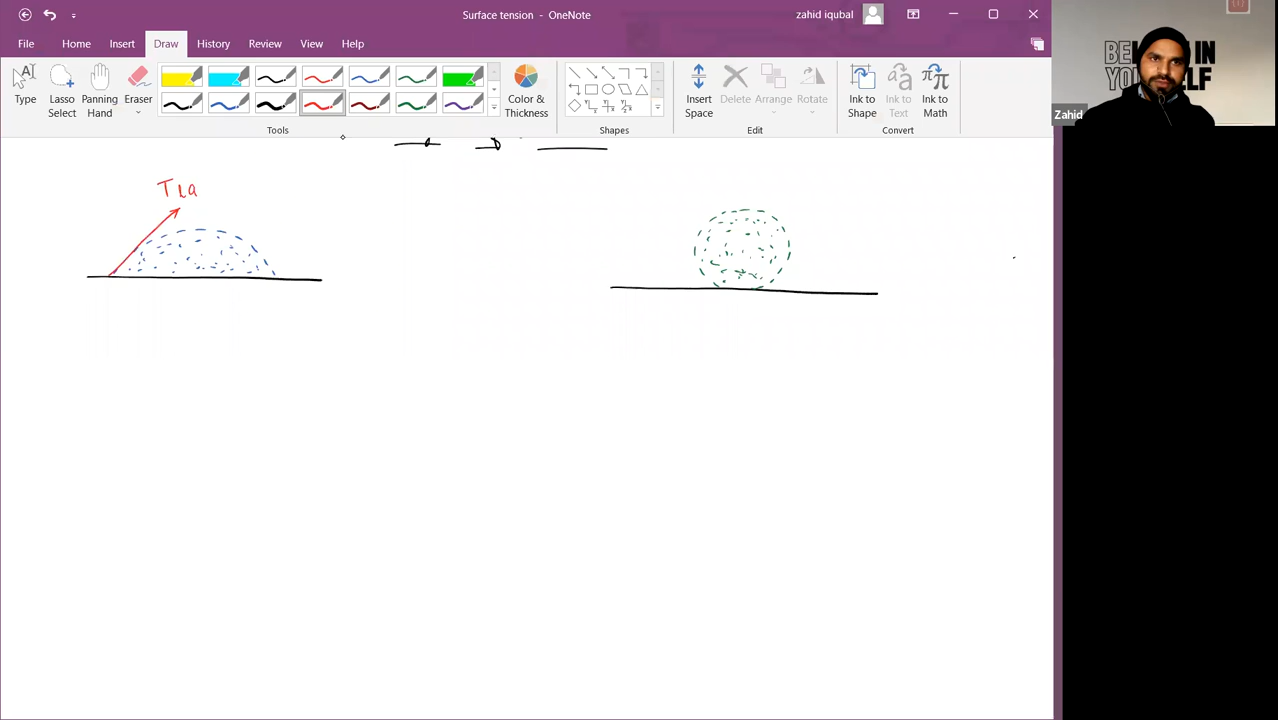 Surface tension - OneNote
zahid iqubal
File Home Insert Draw History Review View Help
Type
Lasso Select
Panning Hand
Eraser
Color & Thickness
Insert Space
Delete
Arrange
Rotate
Ink to Shape
Ink to Text
Ink to Math
Tools
Shapes
Edit
Convert
Zahid
TLa